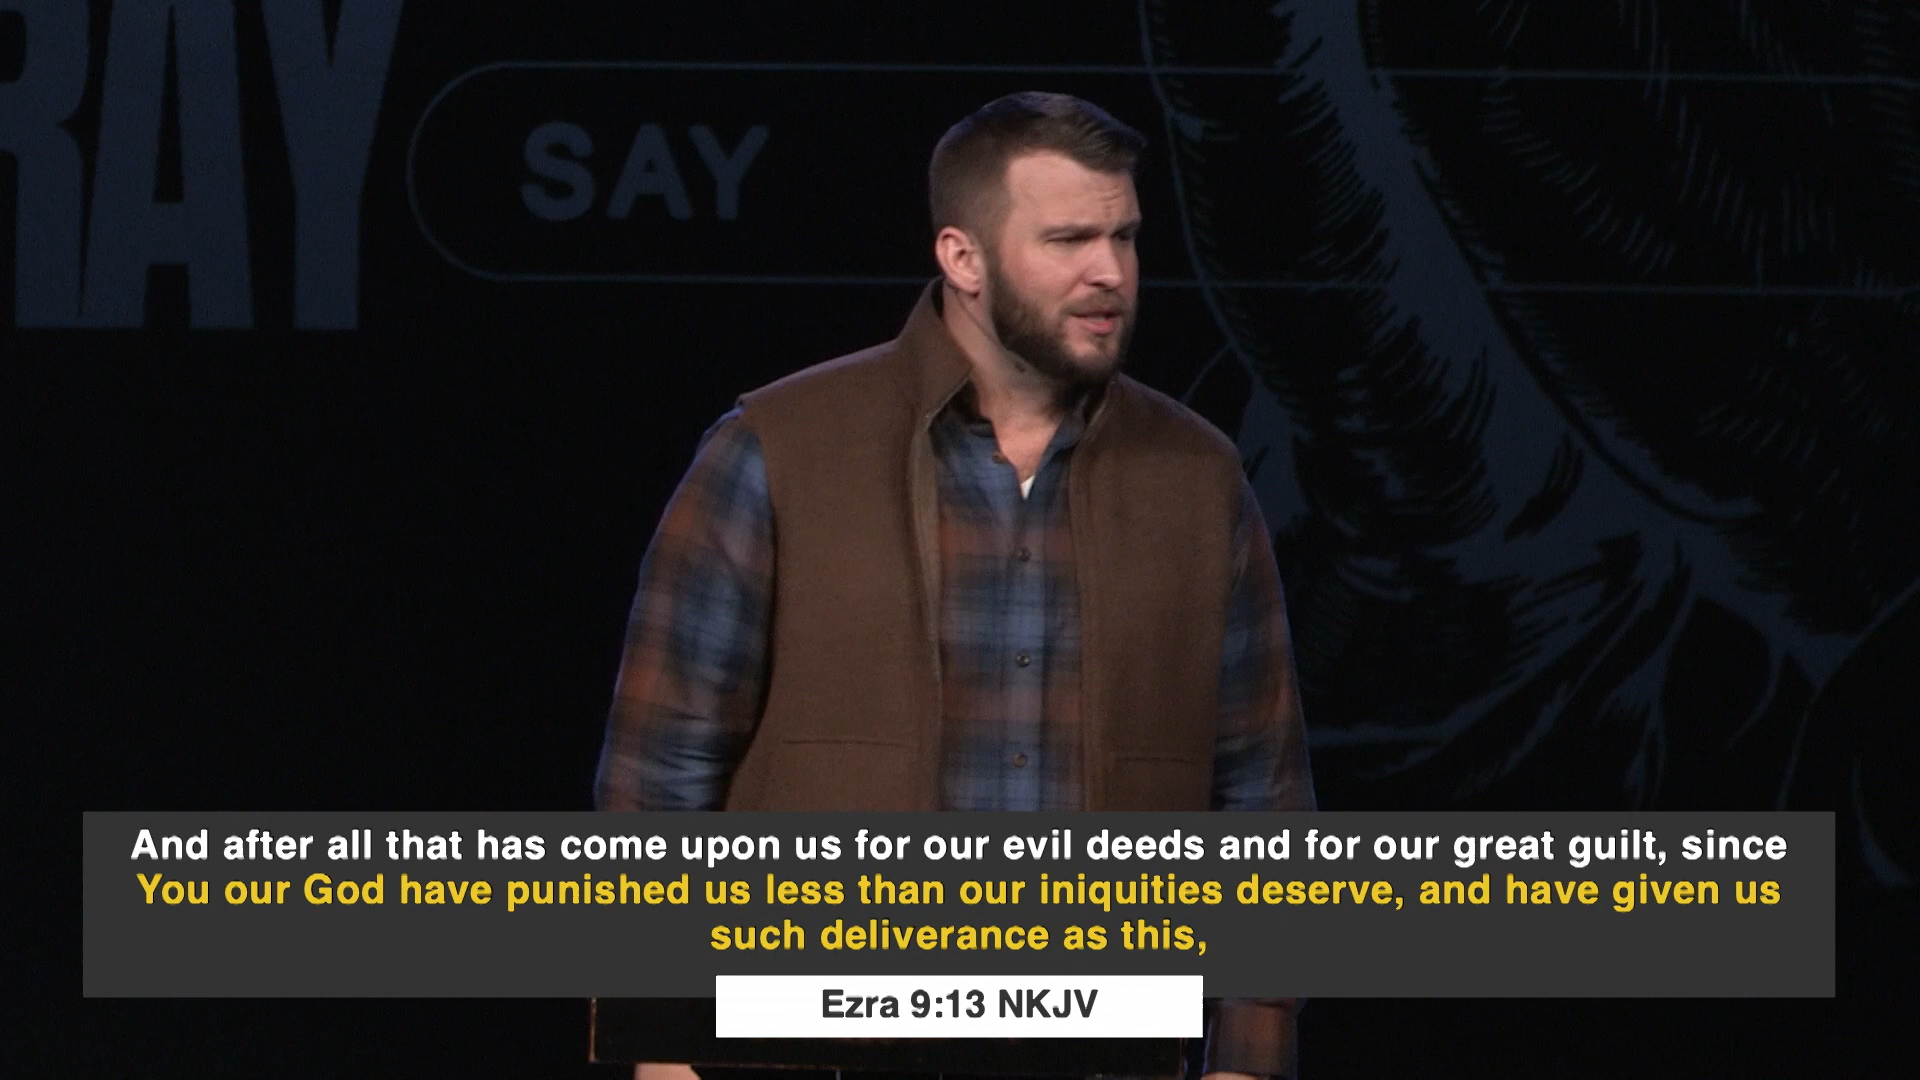 RAY
SAY
And after all that has come upon us for our evil deeds and for our great guilt, since
You our God have punished us less than our iniquities deserve, and have given us
such deliverance as this,
Ezra 9:13 NKJV